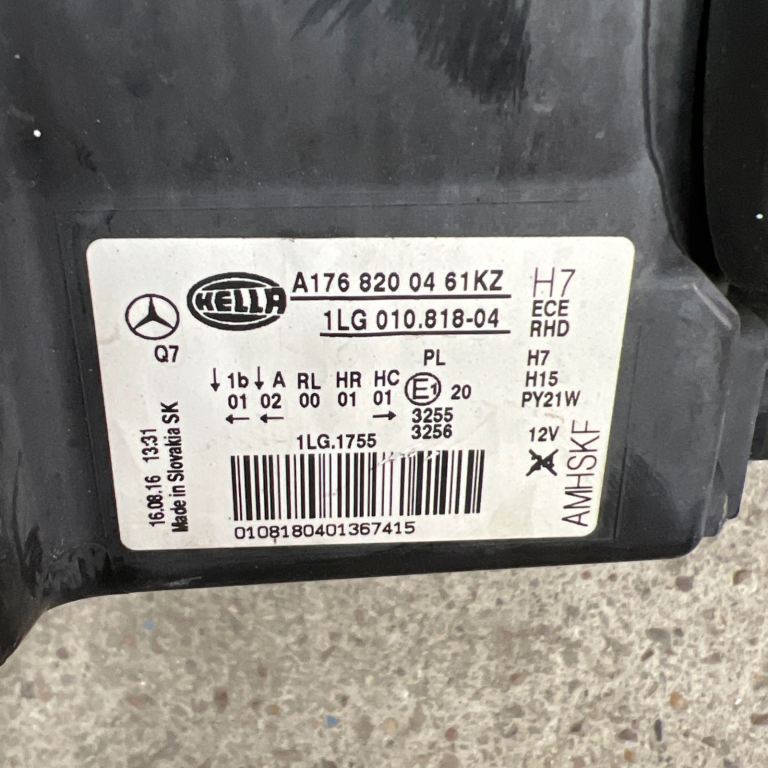 HELLA
A176 820 04 61KZ
1LG 010.818-04
H7
ECE
RHD
Q7
PL
1b A RL HR HC
01 02 00 01 01
E1 20
3255
3256
H7
H15
PY21W
12V
AMHSKF
16.08.16 13:31
Made in Slovakia SK
1LG.1755
0108180401367415